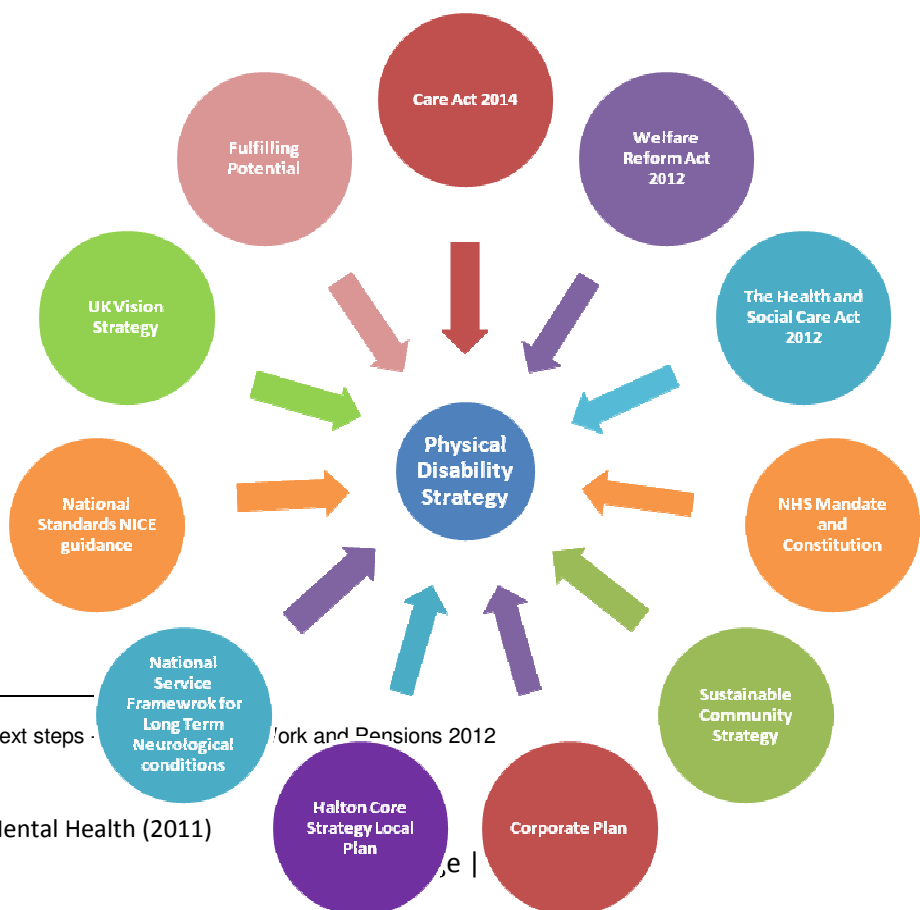 Care Act 2014
Fulfilling
Potential
Welfare
Reform Act
2012
UK Vision
Strategy
The Health and
Social Care Act
2012
Physical
Disability
Strategy
National
Standards NICE
guidance
NHS Mandate
and
Constitution
National
Service
Framewrok for
Long Term
Neurological
conditions
Sustainable
Community
Strategy
ext steps -
ork and Pensions 2012
Halton Core
Strategy Local
Plan
Corporate Plan
Mental Health (2011)
e |